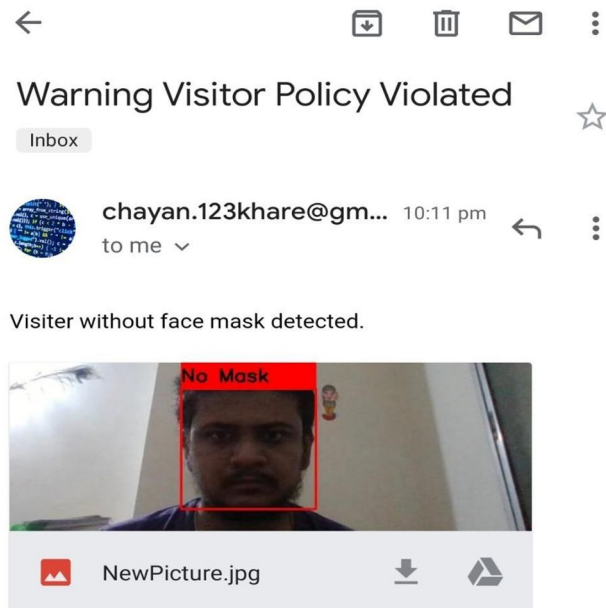 Warning Visitor Policy Violated
Inbox
chayan.123khare@gm... 10:11 pm
to me
Visiter without face mask detected.
No Mask
NewPicture.jpg